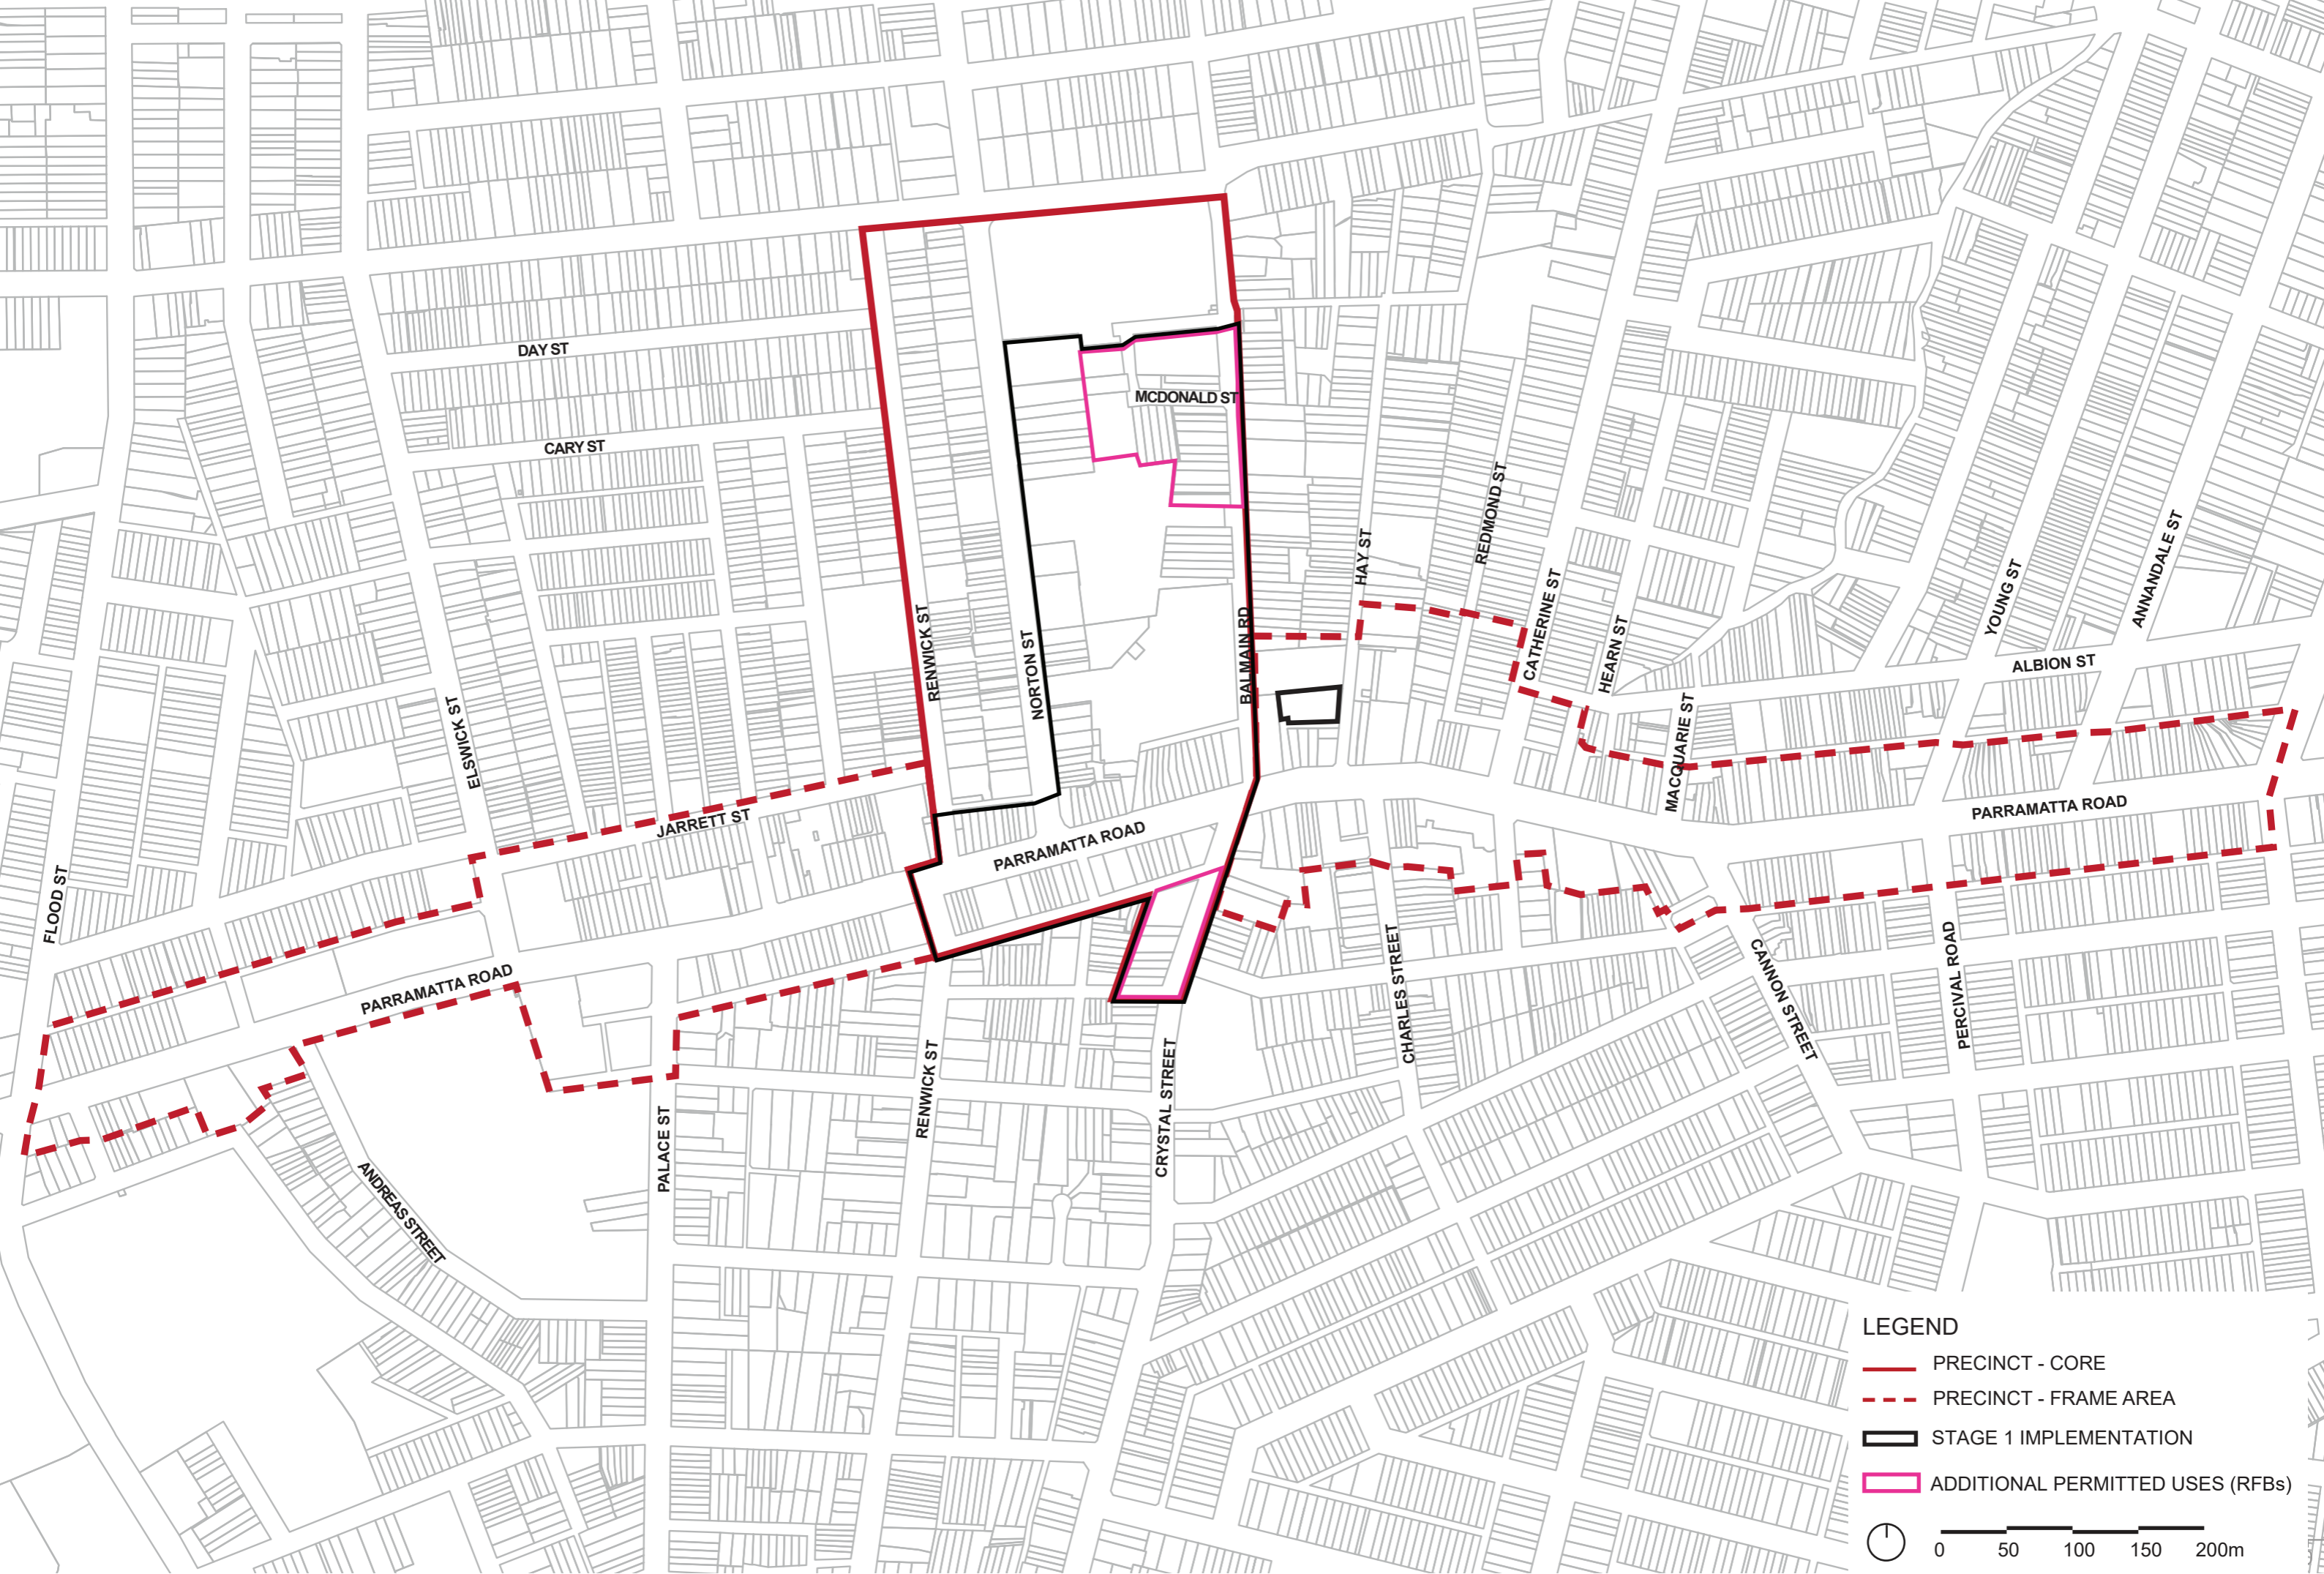 DAY ST
MCDONALD ST
CARY ST
HAY ST
REDMOND ST
CATHERINE ST
HEARN ST
YOUNG ST
ANNANDALE ST
RENWICK ST
NORTON ST
BALMAIN RD
ALBION ST
ELSWICK ST
MACQUARIE ST
JARRETT ST
PARRAMATTA ROAD
PARRAMATTA ROAD
FLOOD ST
PARRAMATTA ROAD
CHARLES STREET
CANNON STREET
PERCIVAL ROAD
RENWICK ST
CRYSTAL STREET
PALACE ST
ANDREAS STREET
LEGEND
PRECINCT - CORE
PRECINCT - FRAME AREA
STAGE 1 IMPLEMENTATION
ADDITIONAL PERMITTED USES (RFBs)
0 50 100 150 200m